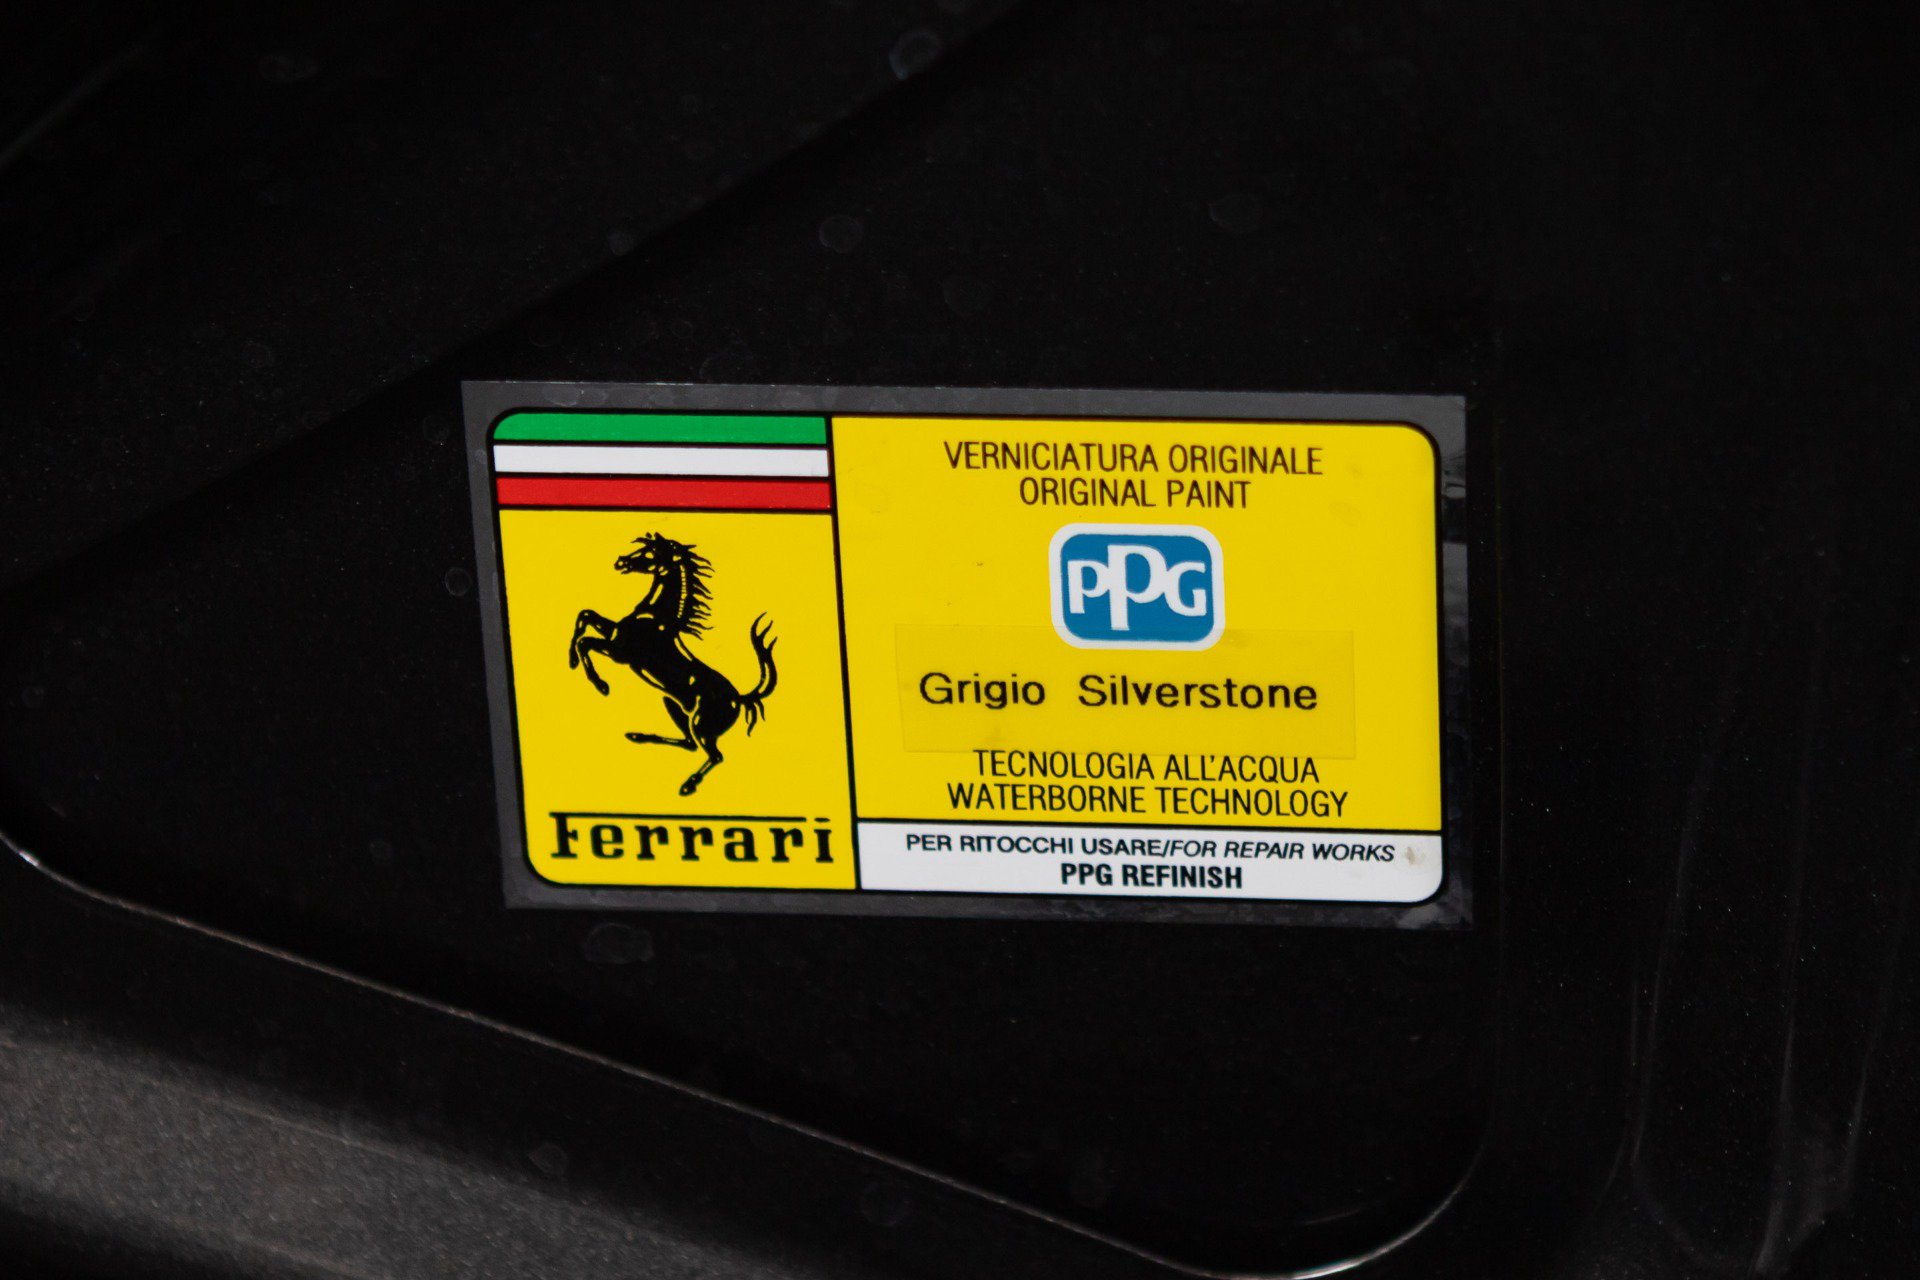 VERNICIATURA ORIGINALE
ORIGINAL PAINT
PPG
Grigio Silverstone
TECNOLOGIA ALL'ACQUA
WATERBORNE TECHNOLOGY
Ferrari
PER RITOCCHI USARE/FOR REPAIR WORKS
PPG REFINISH